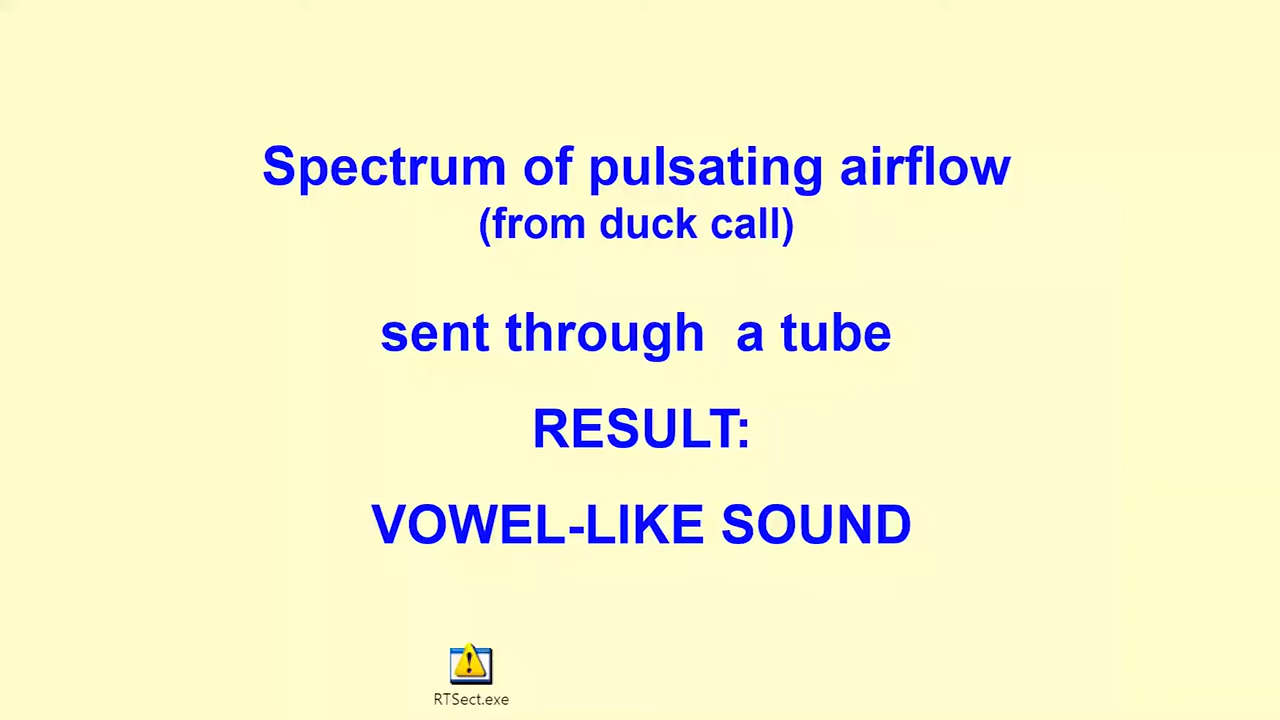 Spectrum of pulsating airflow
(from duck call)
sent through a tube
RESULT:
VOWEL-LIKE SOUND
RTSect.exe